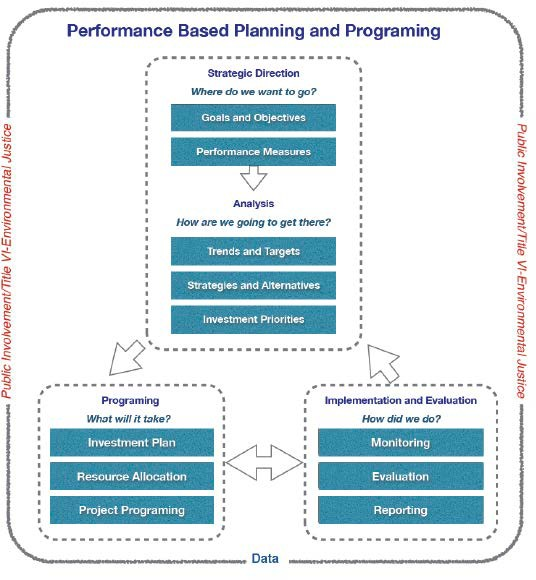 Performance Based Planning and Programing
Strategic Direction
Where do we want to go?
Goals and Objectives
Performance Measures
Analysis
How are we going to get there?
Trends and Targets
Strategies and Alternatives
Investment Priorities
Public Involvement/Title VI-Environmental Justice
Public Involvement/Title VI-Environmental Justice
Programing
What will it take?
Investment Plan
Resource Allocation
Project Programing
Implementation and Evaluation
How did we do?
Monitoring
Evaluation
Reporting
Data